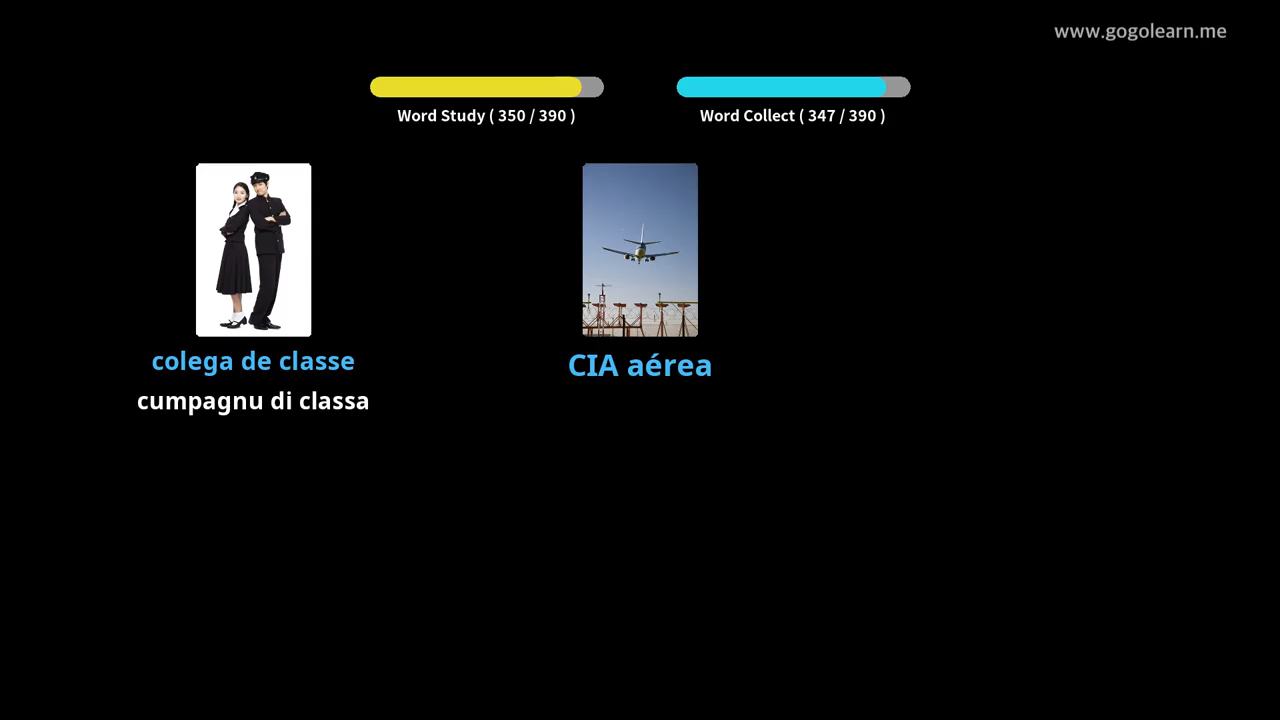 www.gogolearn.me
Word Study ( 350 / 390 )
Word Collect ( 347 / 390 )
colega de classe
cumpagnu di classa
CIA aérea